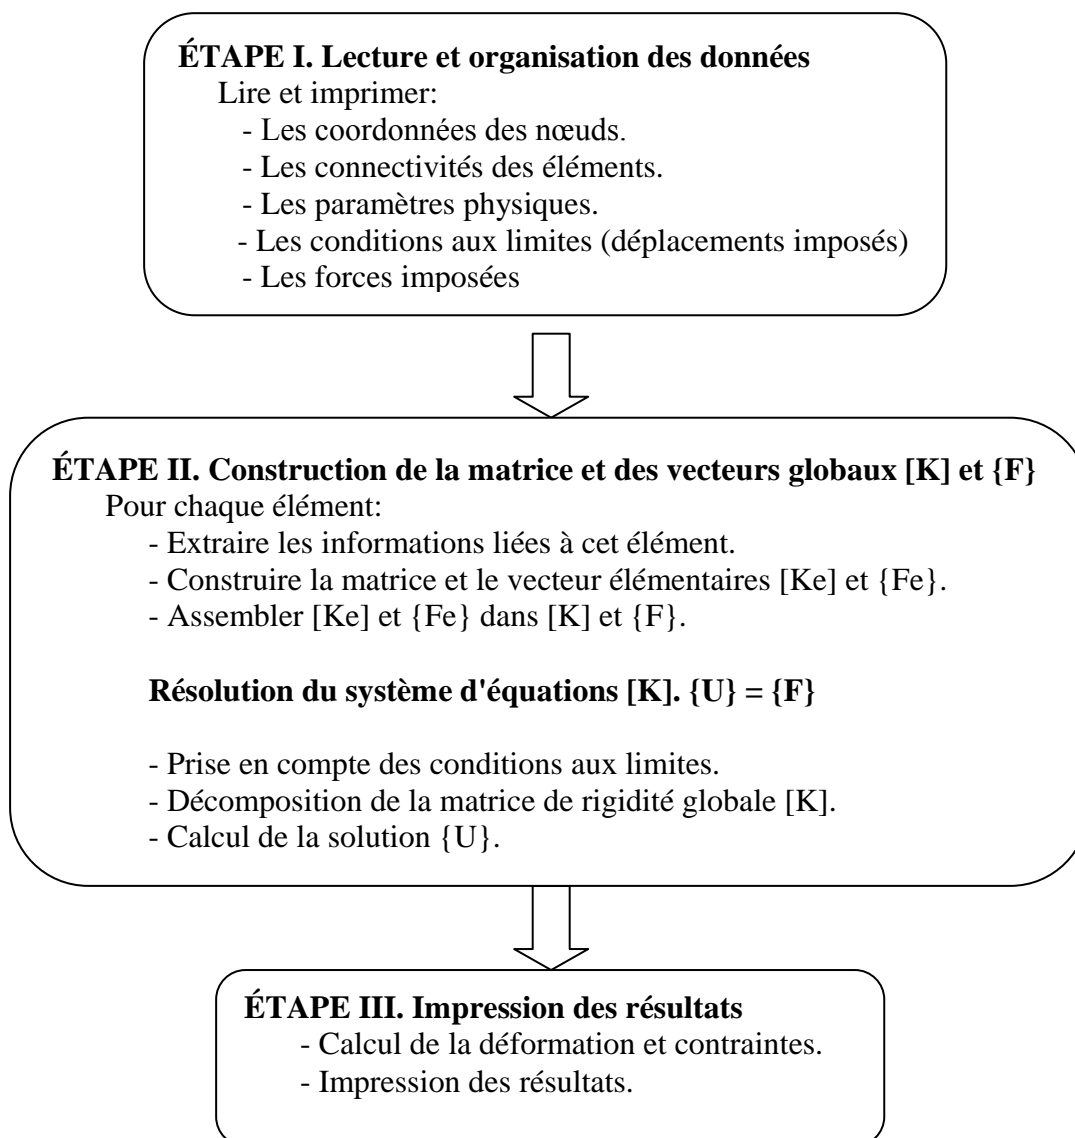 ÉTAPE I. Lecture et organisation des données
Lire et imprimer:
- Les coordonnées des nœuds.
- Les connectivités des éléments.
- Les paramètres physiques.
- Les conditions aux limites (déplacements imposés)
- Les forces imposées
ÉTAPE II. Construction de la matrice et des vecteurs globaux [K] et {F}
Pour chaque élément:
- Extraire les informations liées à cet élément.
- Construire la matrice et le vecteur élémentaires [Ke] et {Fe}.
- Assembler [Ke] et {Fe} dans [K] et {F}.
Résolution du système d'équations [K]. {U} = {F}
- Prise en compte des conditions aux limites.
- Décomposition de la matrice de rigidité globale [K].
- Calcul de la solution {U}.
ÉTAPE III. Impression des résultats
- Calcul de la déformation et contraintes.
- Impression des résultats.